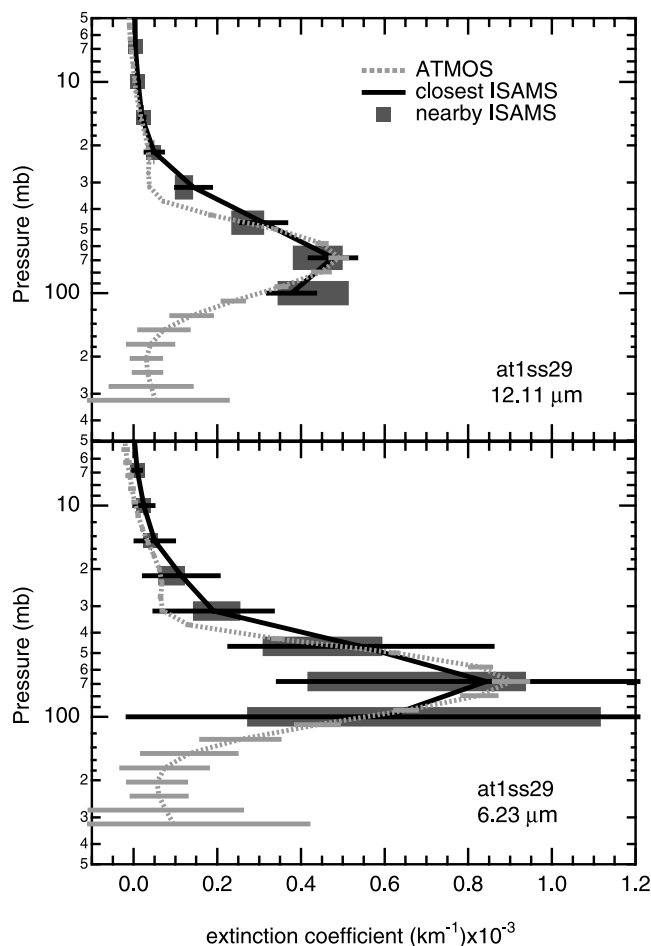 5
6
7
10
2
3
4
5
6
7
100
2
3
4
5
Pressure (mb)
ATMOS
closest ISAMS
nearby ISAMS
at1ss29
12.11 μm
6
7
10
2
3
4
5
6
7
100
2
3
4
5
Pressure (mb)
at1ss29
6.23 μm
0.0 0.2 0.4 0.6 0.8 1.0 1.2
extinction coefficient (km⁻¹)x10⁻³